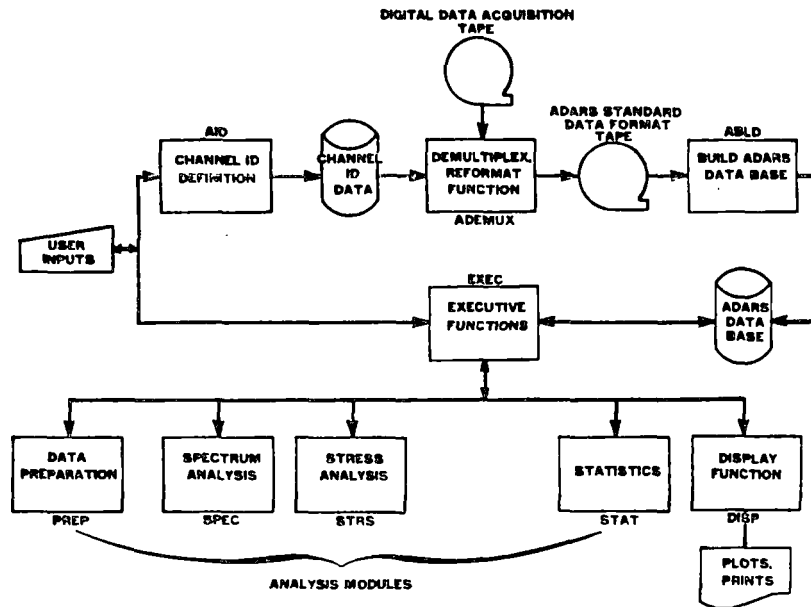 DIGITAL DATA ACQUISITION
TAPE
AID
CHANNEL ID
DEFINITION
CHANNEL
ID
DATA
DEMULTIPLEX,
REFORMAT
FUNCTION
ADEMUX
ADARS STANDARD
DATA FORMAT
TAPE
ABLD
BUILD ADARS
DATA BASE
USER
INPUTS
EXEC
EXECUTIVE
FUNCTIONS
ADARS
DATA
BASE
DATA
PREPARATION
PREP
SPECTRUM
ANALYSIS
SPEC
STRESS
ANALYSIS
STRS
STATISTICS
STAT
DISPLAY
FUNCTION
DISP
ANALYSIS MODULES
PLOTS,
PRINTS